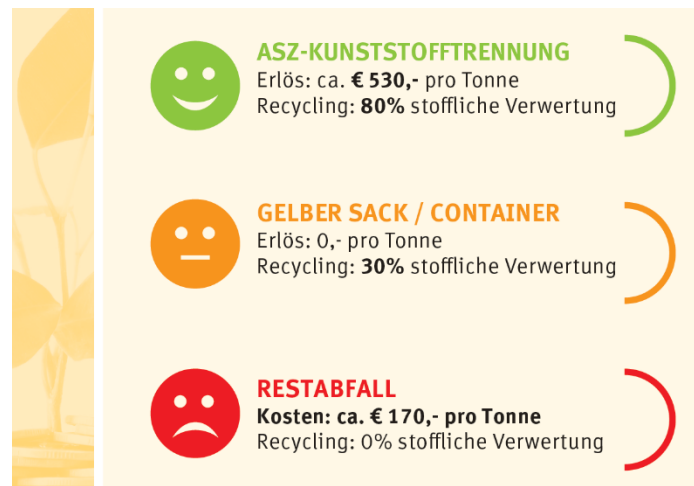 ASZ-KUNSTSTOFFTRENNUNG
Erlös: ca. € 530,- pro Tonne
Recycling: 80% stoffliche Verwertung
GELBER SACK / CONTAINER
Erlös: 0,- pro Tonne
Recycling: 30% stoffliche Verwertung
RESTABFALL
Kosten: ca. € 170,- pro Tonne
Recycling: 0% stoffliche Verwertung